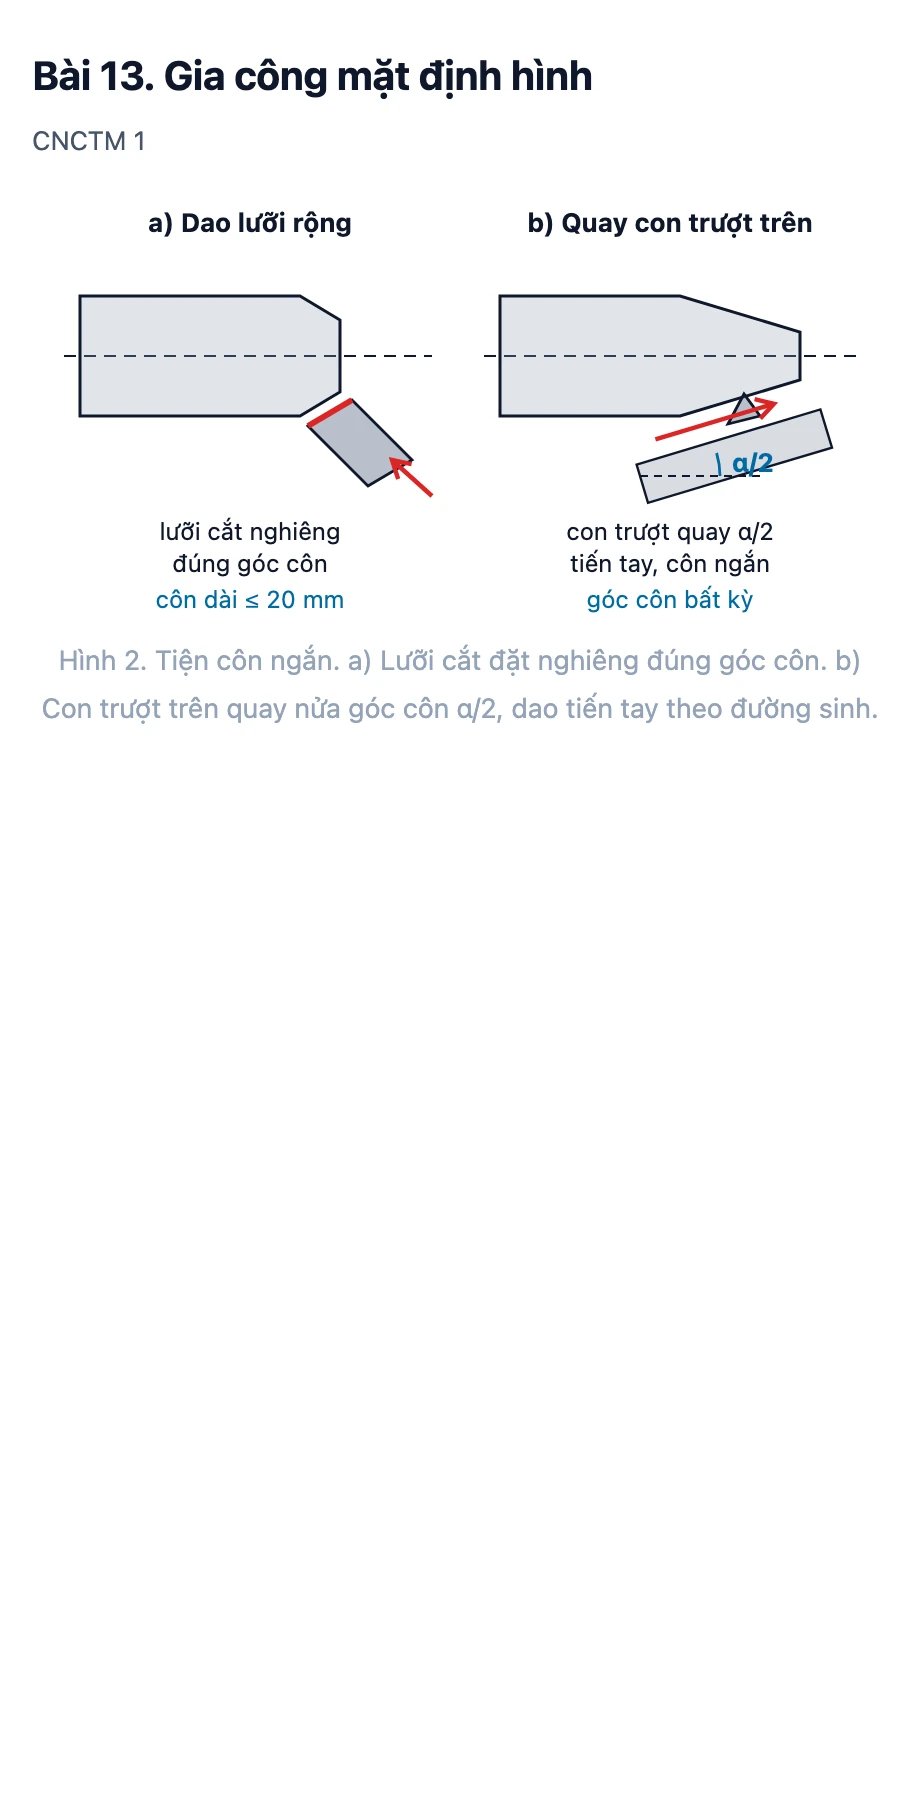 Bài 13. Gia công mặt định hình
CNCTM 1
a) Dao lưỡi rộng
b) Quay con trượt trên
α/2
lưỡi cắt nghiêng
đúng góc côn
côn dài ≤ 20 mm
con trượt quay α/2
tiến tay, côn ngắn
góc côn bất kỳ
Hình 2. Tiện côn ngắn. a) Lưỡi cắt đặt nghiêng đúng góc côn. b)
Con trượt trên quay nửa góc côn α/2, dao tiến tay theo đường sinh.